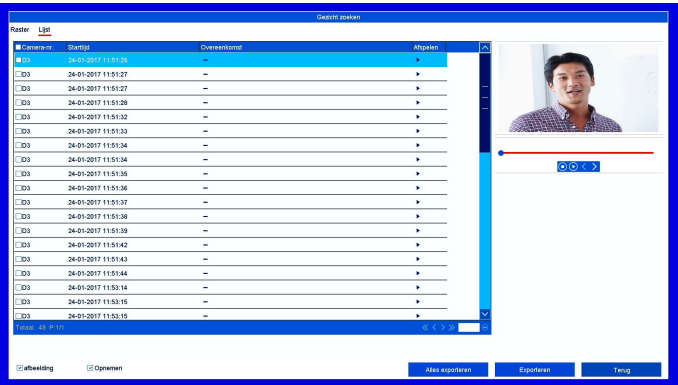 Gezicht zoeken
Raster Lijst
Camera-nr. Starttijd Overeenkomst Afspelen
D3 24-01-2017 11:51:26 –
D3 24-01-2017 11:51:27 –
D3 24-01-2017 11:51:27 –
D3 24-01-2017 11:51:28 –
D3 24-01-2017 11:51:32 –
D3 24-01-2017 11:51:33 –
D3 24-01-2017 11:51:34 –
D3 24-01-2017 11:51:34 –
D3 24-01-2017 11:51:35 –
D3 24-01-2017 11:51:36 –
D3 24-01-2017 11:51:37 –
D3 24-01-2017 11:51:38 –
D3 24-01-2017 11:51:39 –
D3 24-01-2017 11:51:42 –
D3 24-01-2017 11:51:43 –
D3 24-01-2017 11:51:44 –
D3 24-01-2017 11:53:14 –
D3 24-01-2017 11:53:15 –
D3 24-01-2017 11:53:15 –
Totaal: 48 P:1/1
afbeelding Opnemen Alles exporteren Exporteren Terug